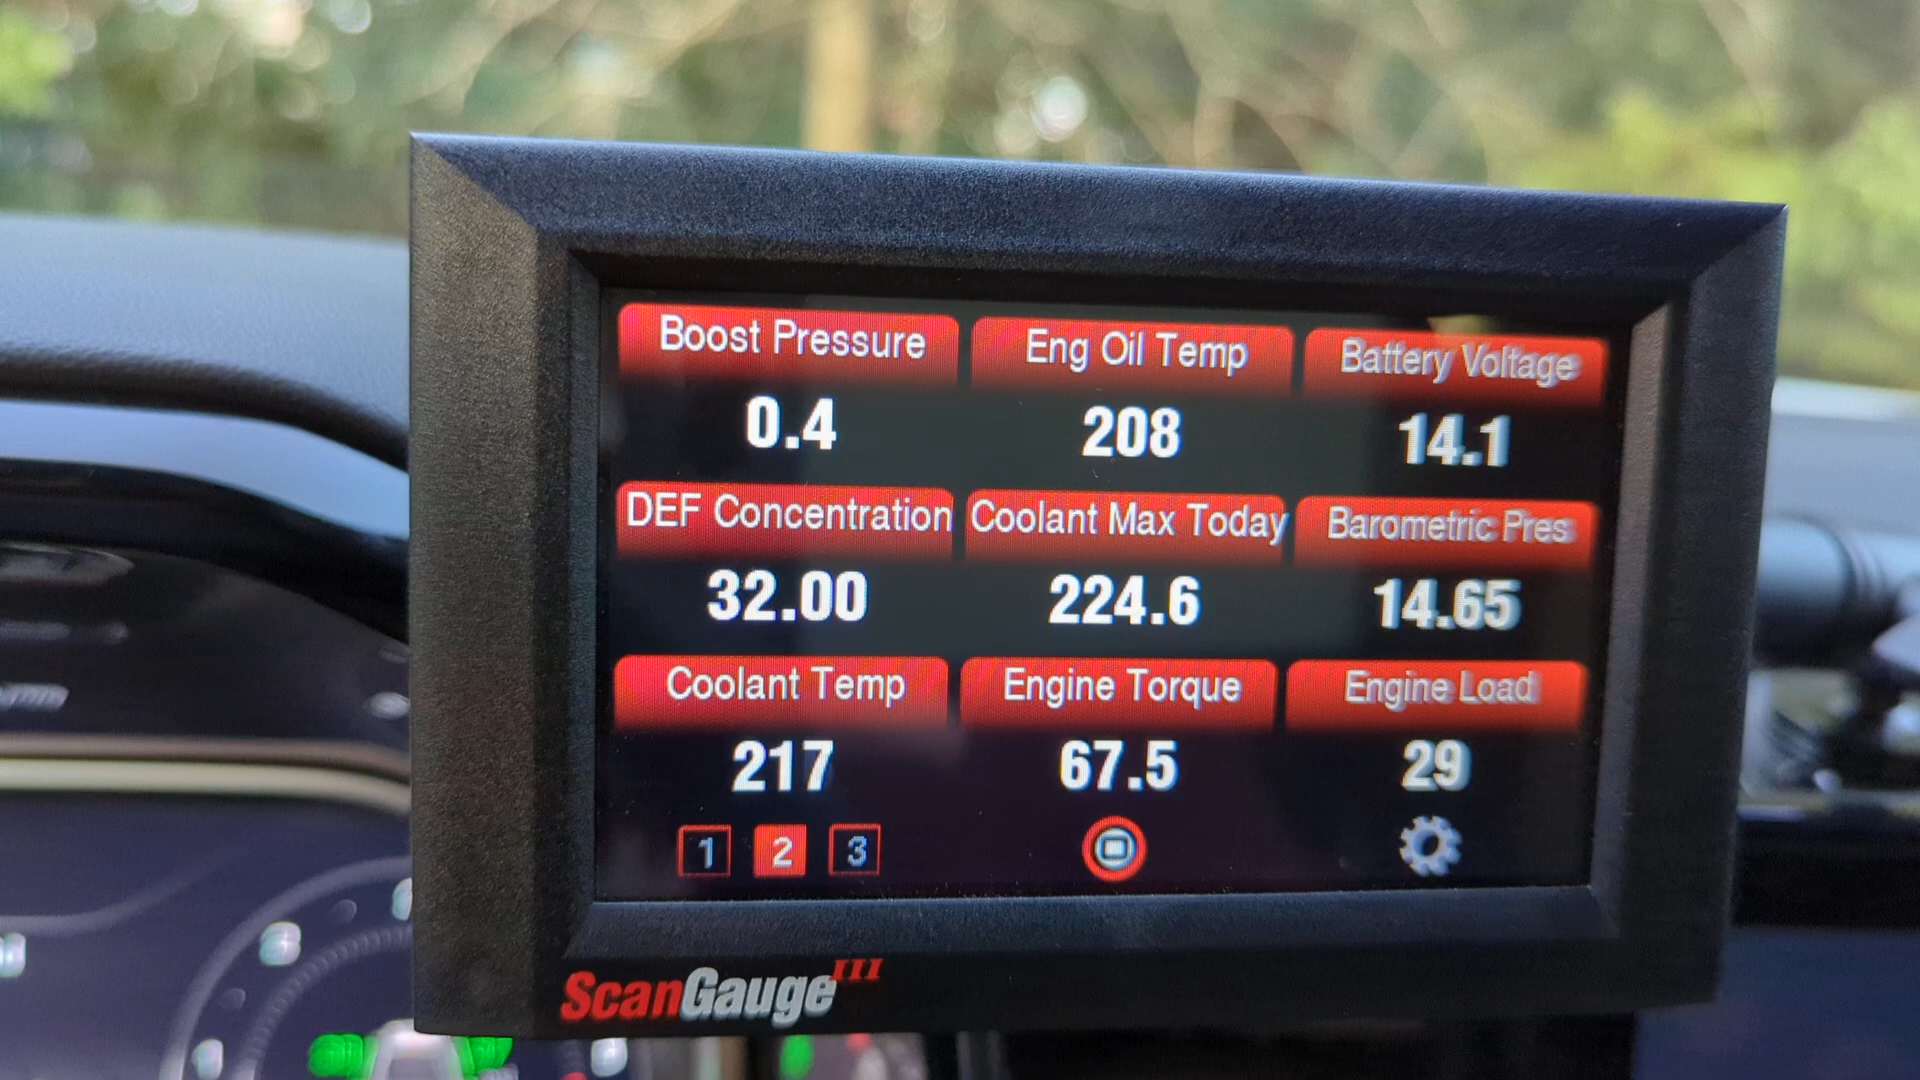 Boost Pressure Eng Oil Temp Battery Voltage
0.4 208 14.1
DEF Concentration Coolant Max Today Barometric Pres
32.00 224.6 14.65
Coolant Temp Engine Torque Engine Load
217 67.5 29
1 2 3
ScanGaugeIII